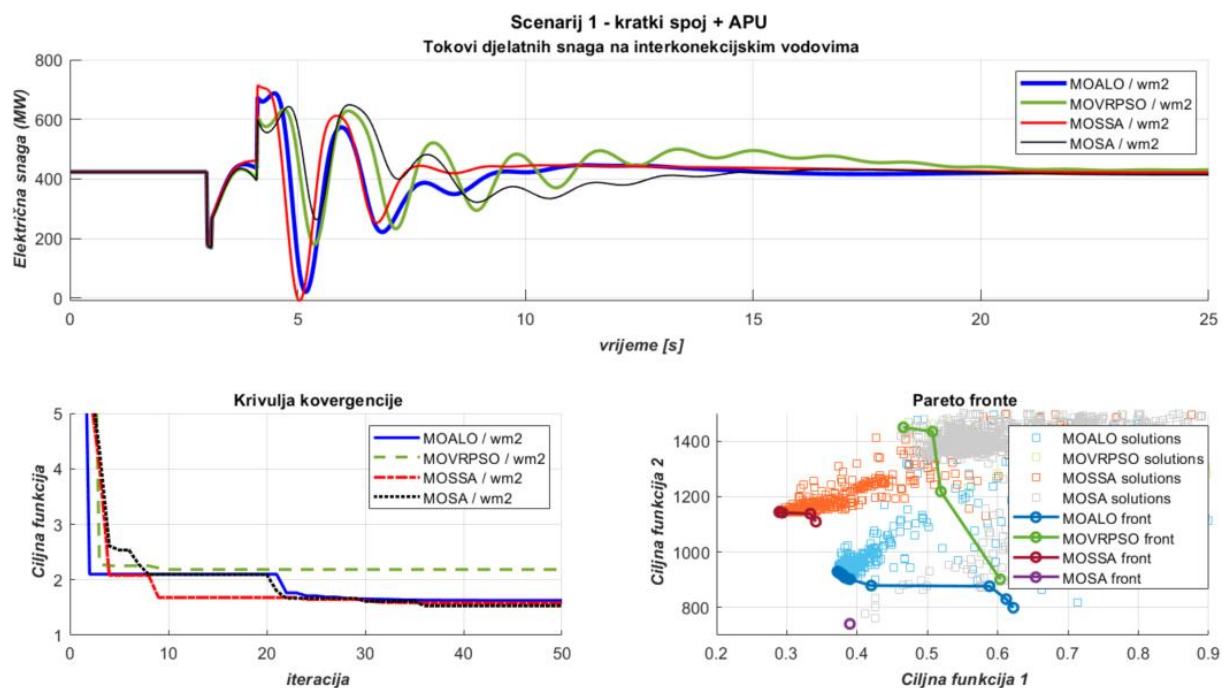 Scenarij 1 - kratki spoj + APU
Tokovi djelatnih snaga na interkonekcijskim vodovima
Električna snaga (MW)
800
600
400
200
0
0
5
10
15
20
25
vrijeme [s]
MOALO / wm2
MOVRPSO / wm2
MOSSA / wm2
MOSA / wm2
Krivulja kovergencije
Ciljna funkcija
5
4
3
2
1
0
10
20
30
40
50
iteracija
MOALO / wm2
MOVRPSO / wm2
MOSSA / wm2
MOSA / wm2
Pareto fronte
Ciljna funkcija 2
1400
1200
1000
800
0.2
0.3
0.4
0.5
0.6
0.7
0.8
0.9
Ciljna funkcija 1
MOALO solutions
MOVRPSO solutions
MOSSA solutions
MOSA solutions
MOALO front
MOVRPSO front
MOSSA front
MOSA front